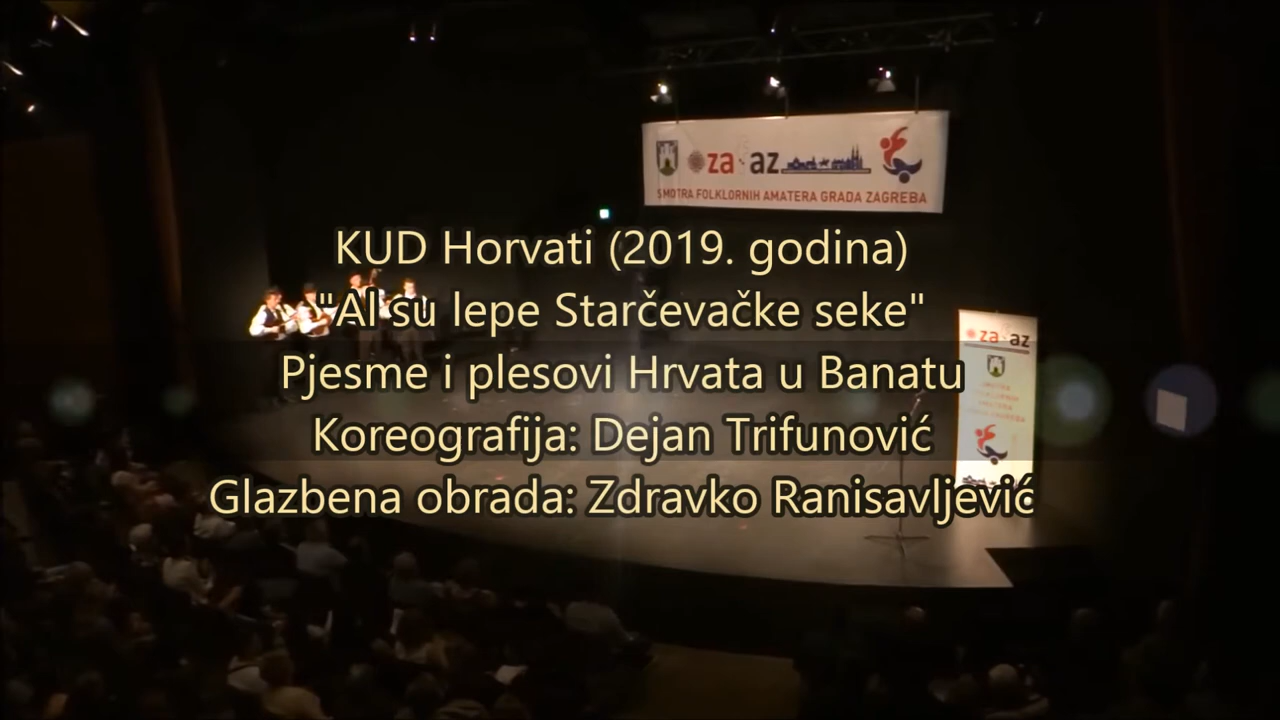 za az
SMOTRA FOLKLORNIH AMATERA GRADA ZAGREBA
KUD Horvati (2019. godina)
"Al su lepe Starčevačke seke"
za az
Pjesme i plesovi Hrvata u Banatu
Koreografija: Dejan Trifunović
Glazbena obrada: Zdravko Ranisavljević